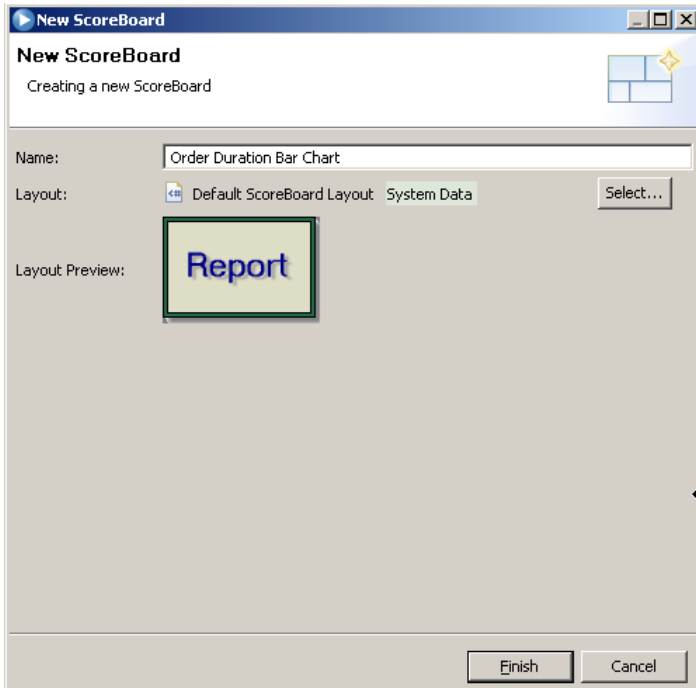 New ScoreBoard
New ScoreBoard
Creating a new ScoreBoard
Name: Order Duration Bar Chart
Layout: <# Default ScoreBoard Layout System Data Select...
Layout Preview: Report
Finish Cancel